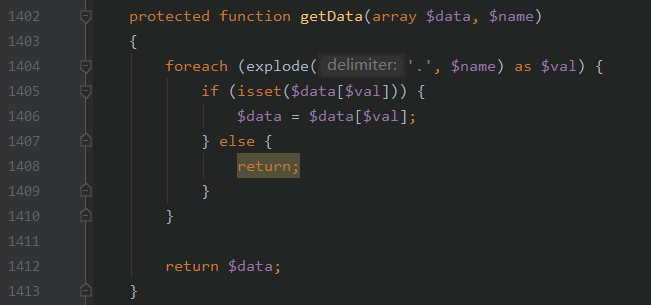 1402 protected function getData(array $data, $name)
1403 {
1404 foreach (explode( delimiter: '.', $name) as $val) {
1405 if (isset($data[$val])) {
1406 $data = $data[$val];
1407 } else {
1408 return;
1409 }
1410 }
1411
1412 return $data;
1413 }